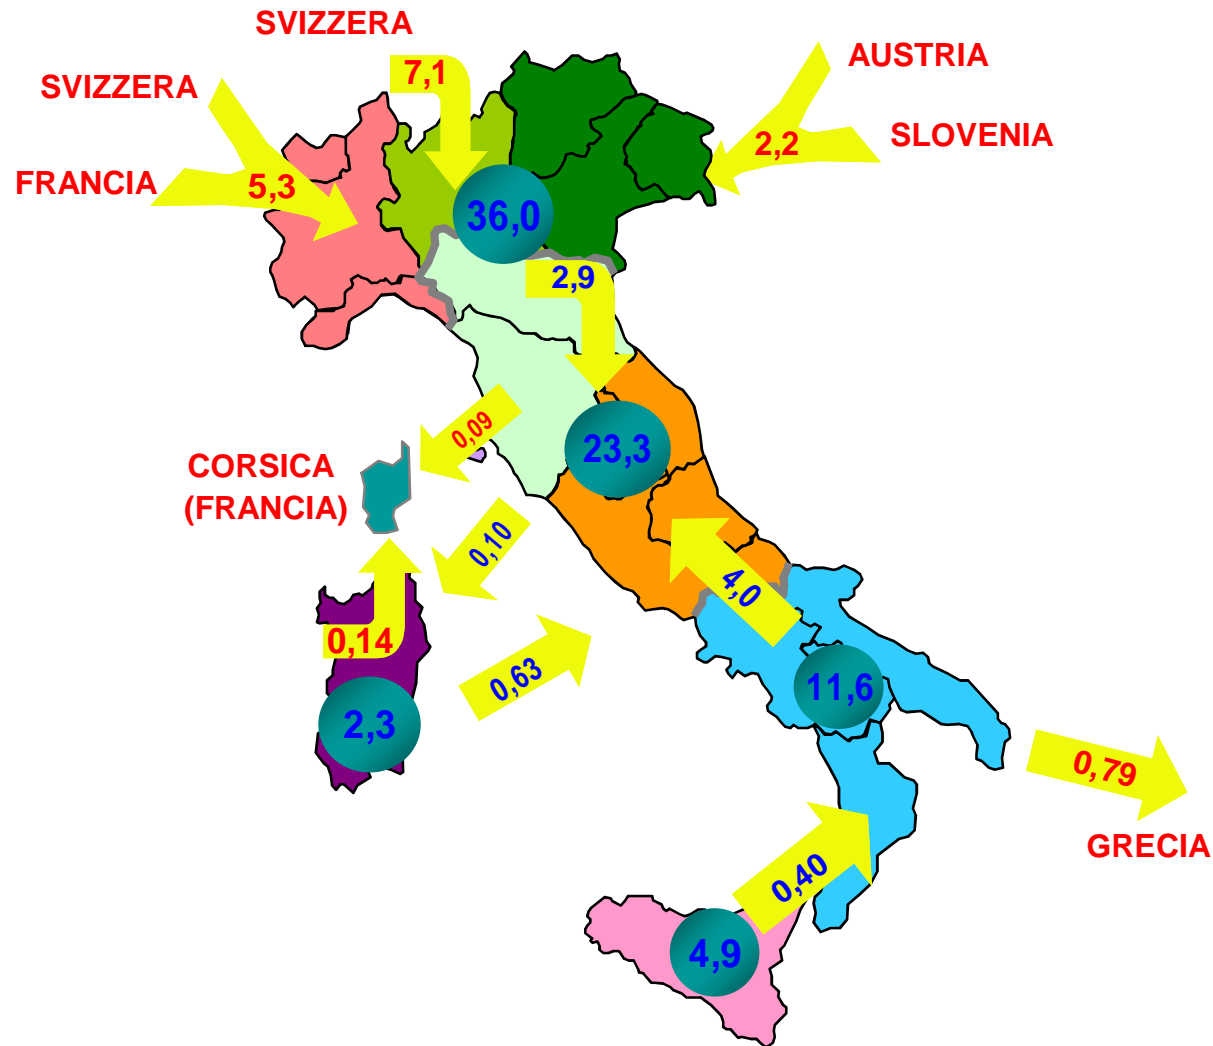 SVIZZERA
7,1
AUSTRIA
SVIZZERA
SLOVENIA
2,2
FRANCIA
5,3
36,0
2,9
0,09
23,3
CORSICA
(FRANCIA)
0,10
4,0
0,14
0,63
11,6
2,3
0,79
GRECIA
0,40
4,9